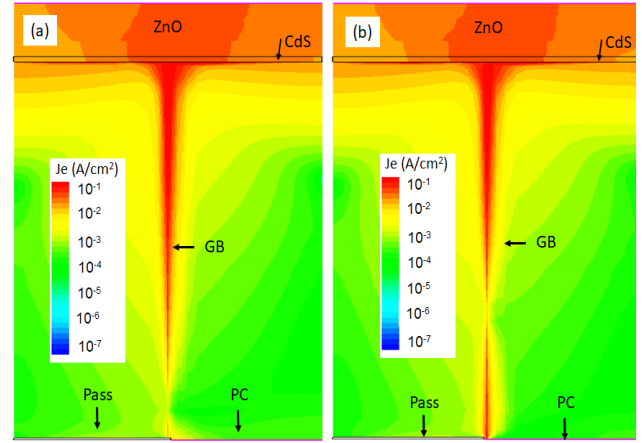 (a)
ZnO
CdS
Je (A/cm²)
10⁻¹
10⁻²
10⁻³
10⁻⁴
10⁻⁵
10⁻⁶
10⁻⁷
GB
Pass
PC
(b)
ZnO
CdS
Je (A/cm²)
10⁻¹
10⁻²
10⁻³
10⁻⁴
10⁻⁵
10⁻⁶
10⁻⁷
GB
Pass
PC